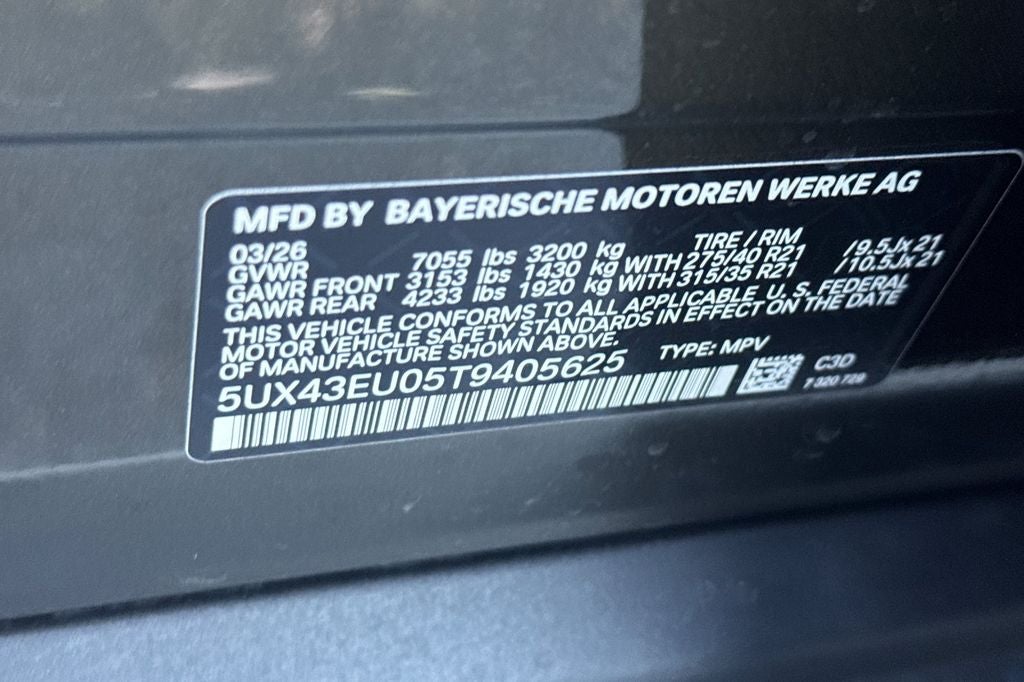 MFD BY BAYERISCHE MOTOREN WERKE AG
03/26 TIRE / RIM
GVWR 7055 lbs 3200 kg
GAWR FRONT 3153 lbs 1430 kg WITH 275/40 R21 /9.5Jx21
GAWR REAR 4233 lbs 1920 kg WITH 315/35 R21 /10.5Jx21
THIS VEHICLE CONFORMS TO ALL APPLICABLE U.S. FEDERAL
MOTOR VEHICLE SAFETY STANDARDS IN EFFECT ON THE DATE
OF MANUFACTURE SHOWN ABOVE.
5UX43EU05T9405625 TYPE: MPV
C3D
7 320 728